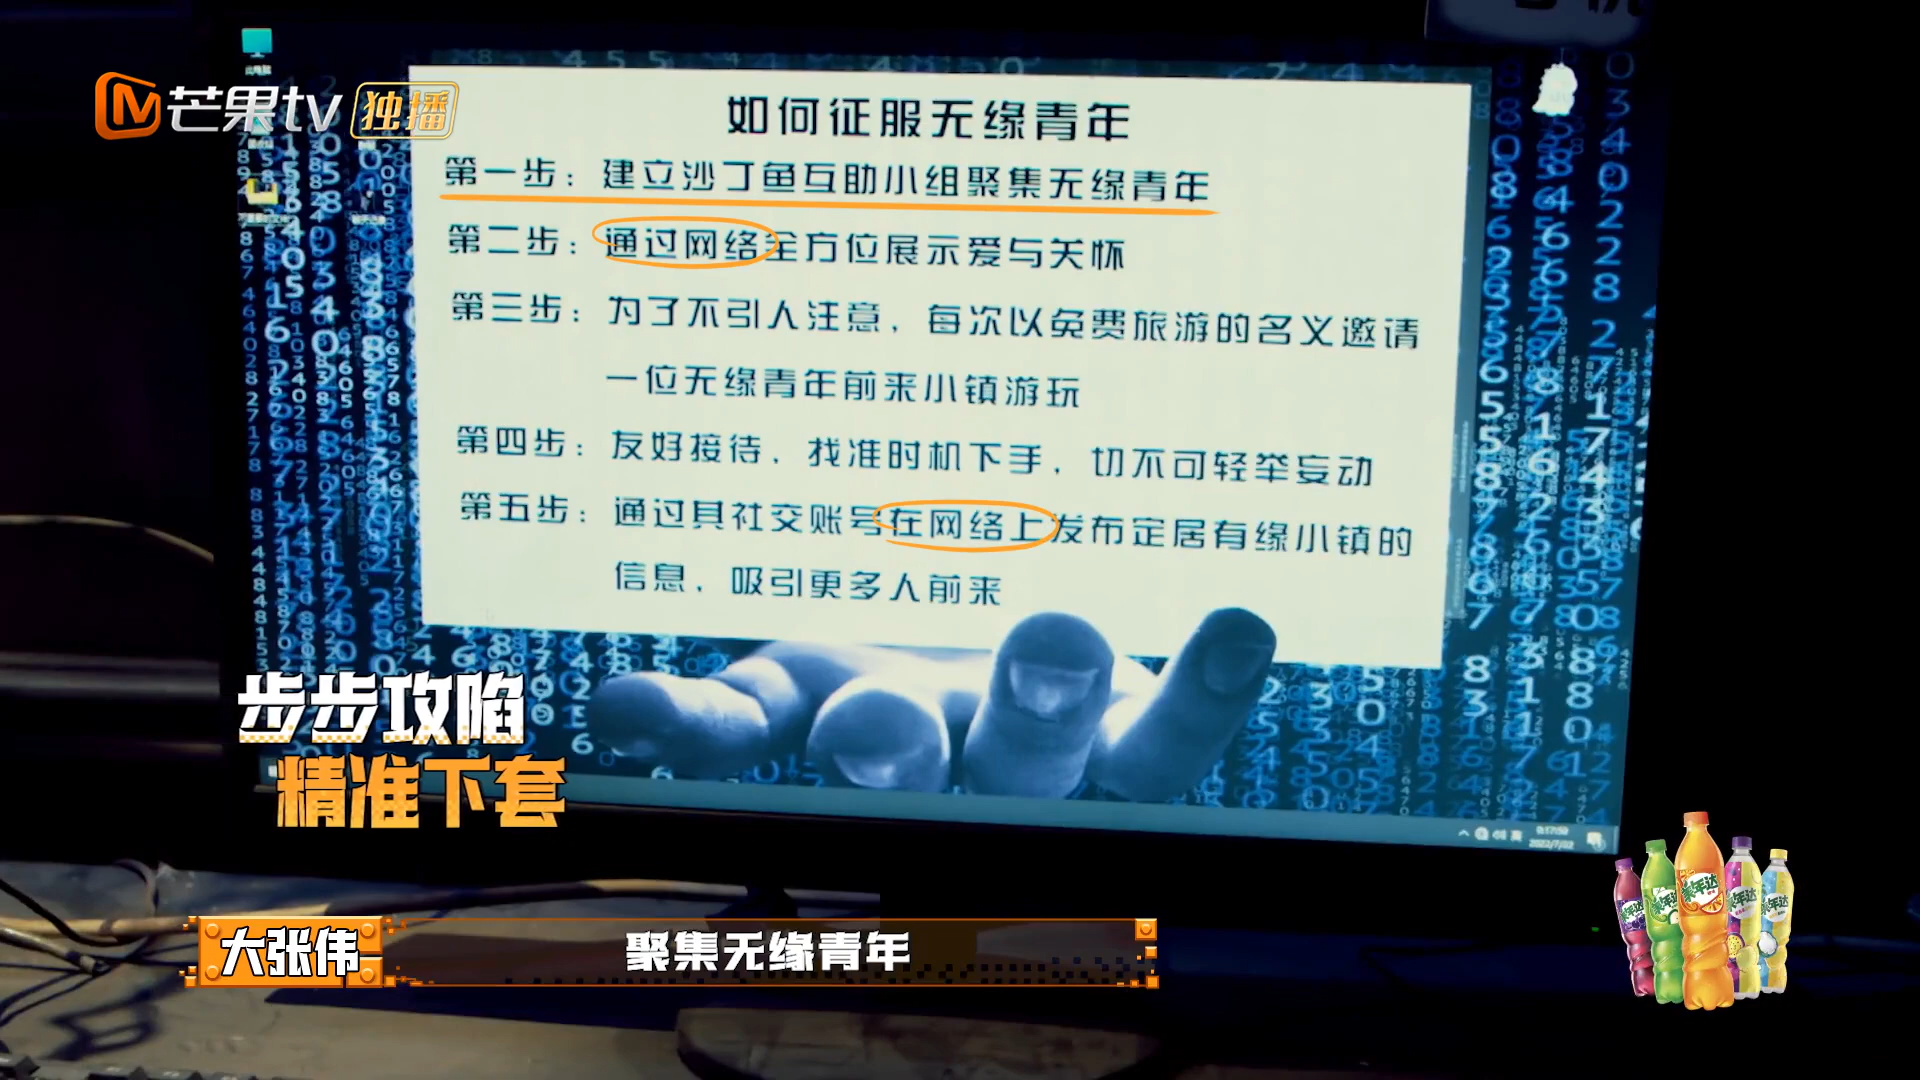 芒果tv 独播
如何征服无缘青年
第一步：建立沙丁鱼互助小组聚集无缘青年
第二步：通过网络全方位展示爱与关怀
第三步：为了不引人注意，每次以免费旅游的名义邀请
一位无缘青年前来小镇游玩
第四步：友好接待，找准时机下手，切不可轻举妄动
第五步：通过其社交账号在网络上发布定居有缘小镇的
信息，吸引更多人前来
步步攻陷
精准下套
大张伟
聚集无缘青年
美年达